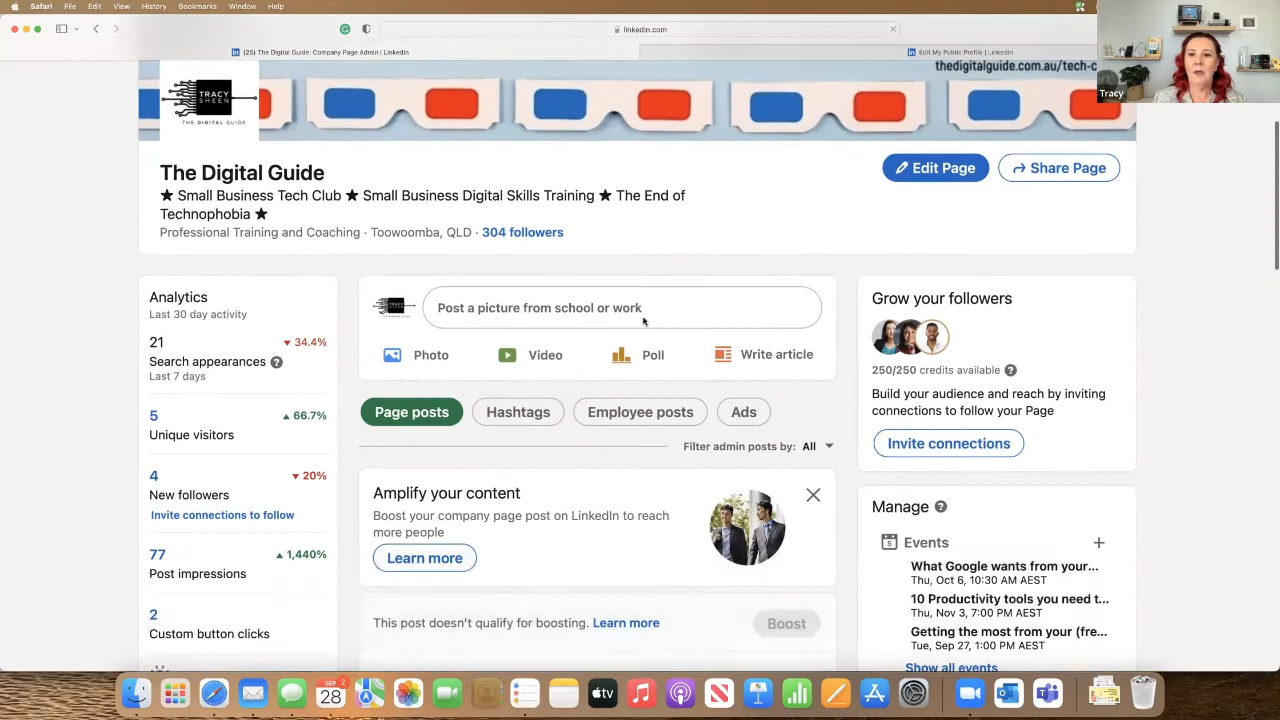 Safari File Edit View History Bookmarks Window Help
linkedin.com
(25) The Digital Guide: Company Page Admin | LinkedIn
Edit My Public Profile | LinkedIn
thedigitalguide.com.au/tech-c
TRACY
SHEEN
THE DIGITAL GUIDE
Tracy
The Digital Guide
Edit Page
Share Page
★ Small Business Tech Club ★ Small Business Digital Skills Training ★ The End of
Technophobia ★
Professional Training and Coaching · Toowoomba, QLD · 304 followers
Analytics
Last 30 day activity
21 34.4%
Search appearances ?
Last 7 days
5 66.7%
Unique visitors
4 20%
New followers
Invite connections to follow
77 1,440%
Post impressions
2
Custom button clicks
Post a picture from school or work
Photo Video Poll Write article
Page posts Hashtags Employee posts Ads
Filter admin posts by: All
Amplify your content
Boost your company page post on LinkedIn to reach
more people
Learn more
This post doesn't qualify for boosting. Learn more
Boost
Grow your followers
250/250 credits available ?
Build your audience and reach by inviting
connections to follow your Page
Invite connections
Manage ?
5 Events +
What Google wants from your...
Thu, Oct 6, 10:30 AM AEST
10 Productivity tools you need t...
Thu, Nov 3, 7:00 PM AEST
Getting the most from your (fre...
Tue, Sep 27, 1:00 PM AEST
Show all events
SEP 2
28
tv